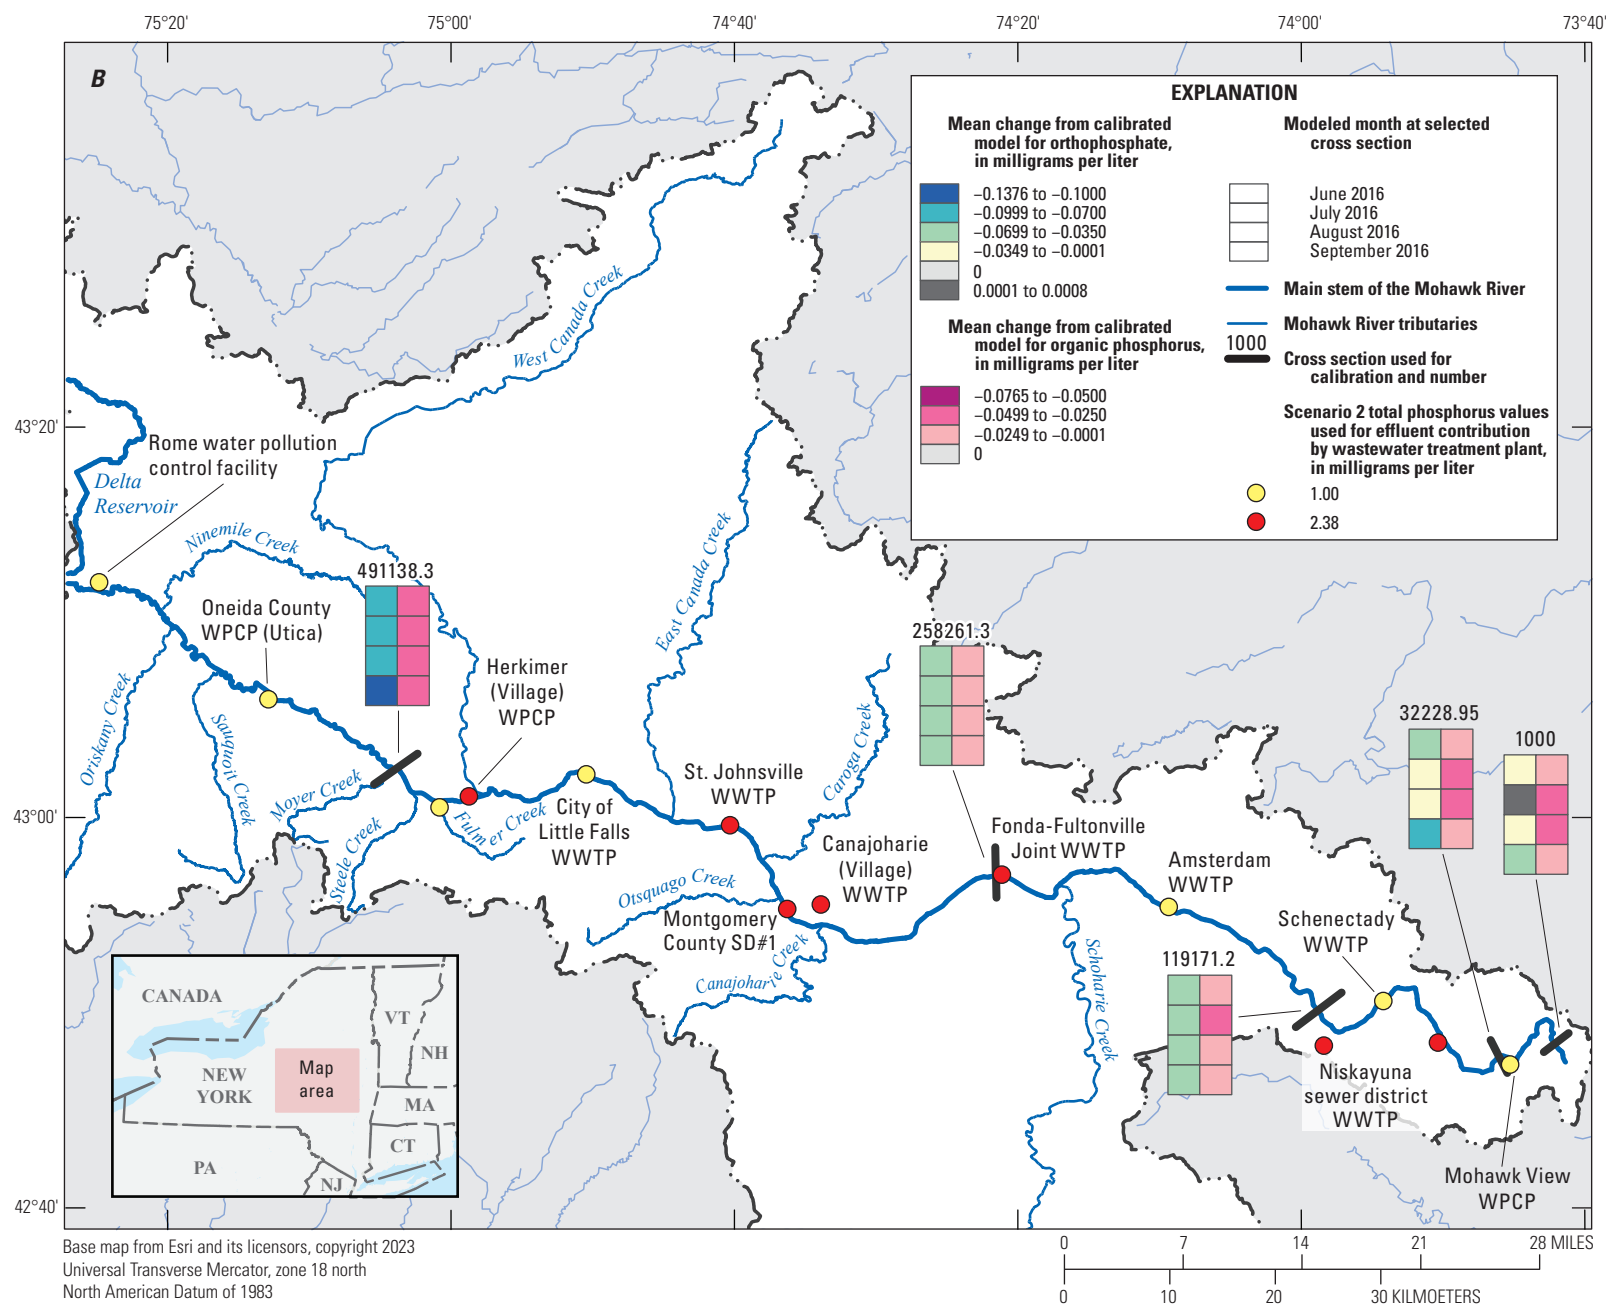 75°20'
75°00'
74°40'
74°20'
74°00'
73°40'
B
EXPLANATION
Mean change from calibrated
model for orthophosphate,
in milligrams per liter
−0.1376 to −0.1000
−0.0999 to −0.0700
−0.0699 to −0.0350
−0.0349 to −0.0001
0
0.0001 to 0.0008
Mean change from calibrated
model for organic phosphorus,
in milligrams per liter
−0.0765 to −0.0500
−0.0499 to −0.0250
−0.0249 to −0.0001
0
Modeled month at selected
cross section
June 2016
July 2016
August 2016
September 2016
Main stem of the Mohawk River
Mohawk River tributaries
1000
Cross section used for
calibration and number
Scenario 2 total phosphorus values
used for effluent contribution
by wastewater treatment plant,
in milligrams per liter
1.00
2.38
43°20'
43°00'
42°40'
West Canada Creek
Rome water pollution
control facility
Delta
Reservoir
Ninemile Creek
491138.3
Oneida County
WPCP (Utica)
Herkimer
(Village)
WPCP
East Canada Creek
258261.3
Oriskany Creek
Sauquoit Creek
Moyer Creek
Steele Creek
Fulmer Creek
City of
Little Falls
WWTP
St. Johnsville
WWTP
Caroga Creek
Canajoharie
(Village)
WWTP
Otsquago Creek
Montgomery
County SD#1
Canajoharie Creek
Fonda-Fultonville
Joint WWTP
Schoharie Creek
Amsterdam
WWTP
32228.95
1000
Schenectady
WWTP
119171.2
Niskayuna
sewer district
WWTP
Mohawk View
WPCP
CANADA
VT
NH
NEW
YORK
Map
area
MA
CT
PA
NJ
Base map from Esri and its licensors, copyright 2023
Universal Transverse Mercator, zone 18 north
North American Datum of 1983
0
7
14
21
28 MILES
0
10
20
30 KILMOETERS